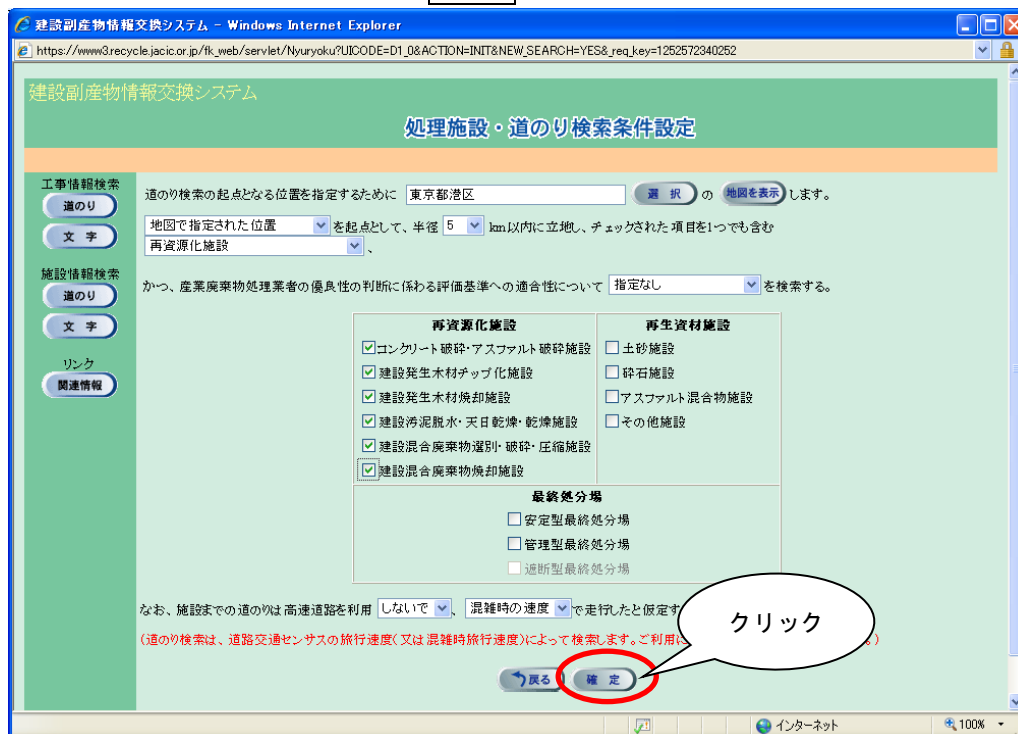 建設副産物情報交換システム - Windows Internet Explorer
https://www3.recycle.jacic.or.jp/fk_web/servlet/Nyuryoku?UICODE=D1_0&ACTION=INIT&NEW_SEARCH=YES&_req_key=1252572340252
建設副産物情報交換システム
処理施設・道のり検索条件設定
工事情報検索
道のり
文 字
施設情報検索
道のり
文 字
リンク
関連情報
道のり検索の起点となる位置を指定するために 東京都港区 選 択 の 地図を表示 します。
地図で指定された位置 を起点として、半径 5 km以内に立地し、チェックされた項目を1つでも含む
再資源化施設 、
かつ、産業廃棄物処理業者の優良性の判断に係わる評価基準への適合性について 指定なし を検索する。
再資源化施設 再生資材施設
コンクリート破砕・アスファルト破砕施設 土砂施設
建設発生木材チップ化施設 砕石施設
建設発生木材焼却施設 アスファルト混合物施設
建設汚泥脱水・天日乾燥・乾燥施設 その他施設
建設混合廃棄物選別・破砕・圧縮施設
建設混合廃棄物焼却施設
最終処分場
安定型最終処分場
管理型最終処分場
遮断型最終処分場
なお、施設までの道のりは高速道路を利用 しないで 、 混雑時の速度 で走行したと仮定す
クリック
(道のり検索は、道路交通センサスの旅行速度(又は混雑時旅行速度)によって検索します。ご利用に 。)
戻る 確 定
インターネット 100%